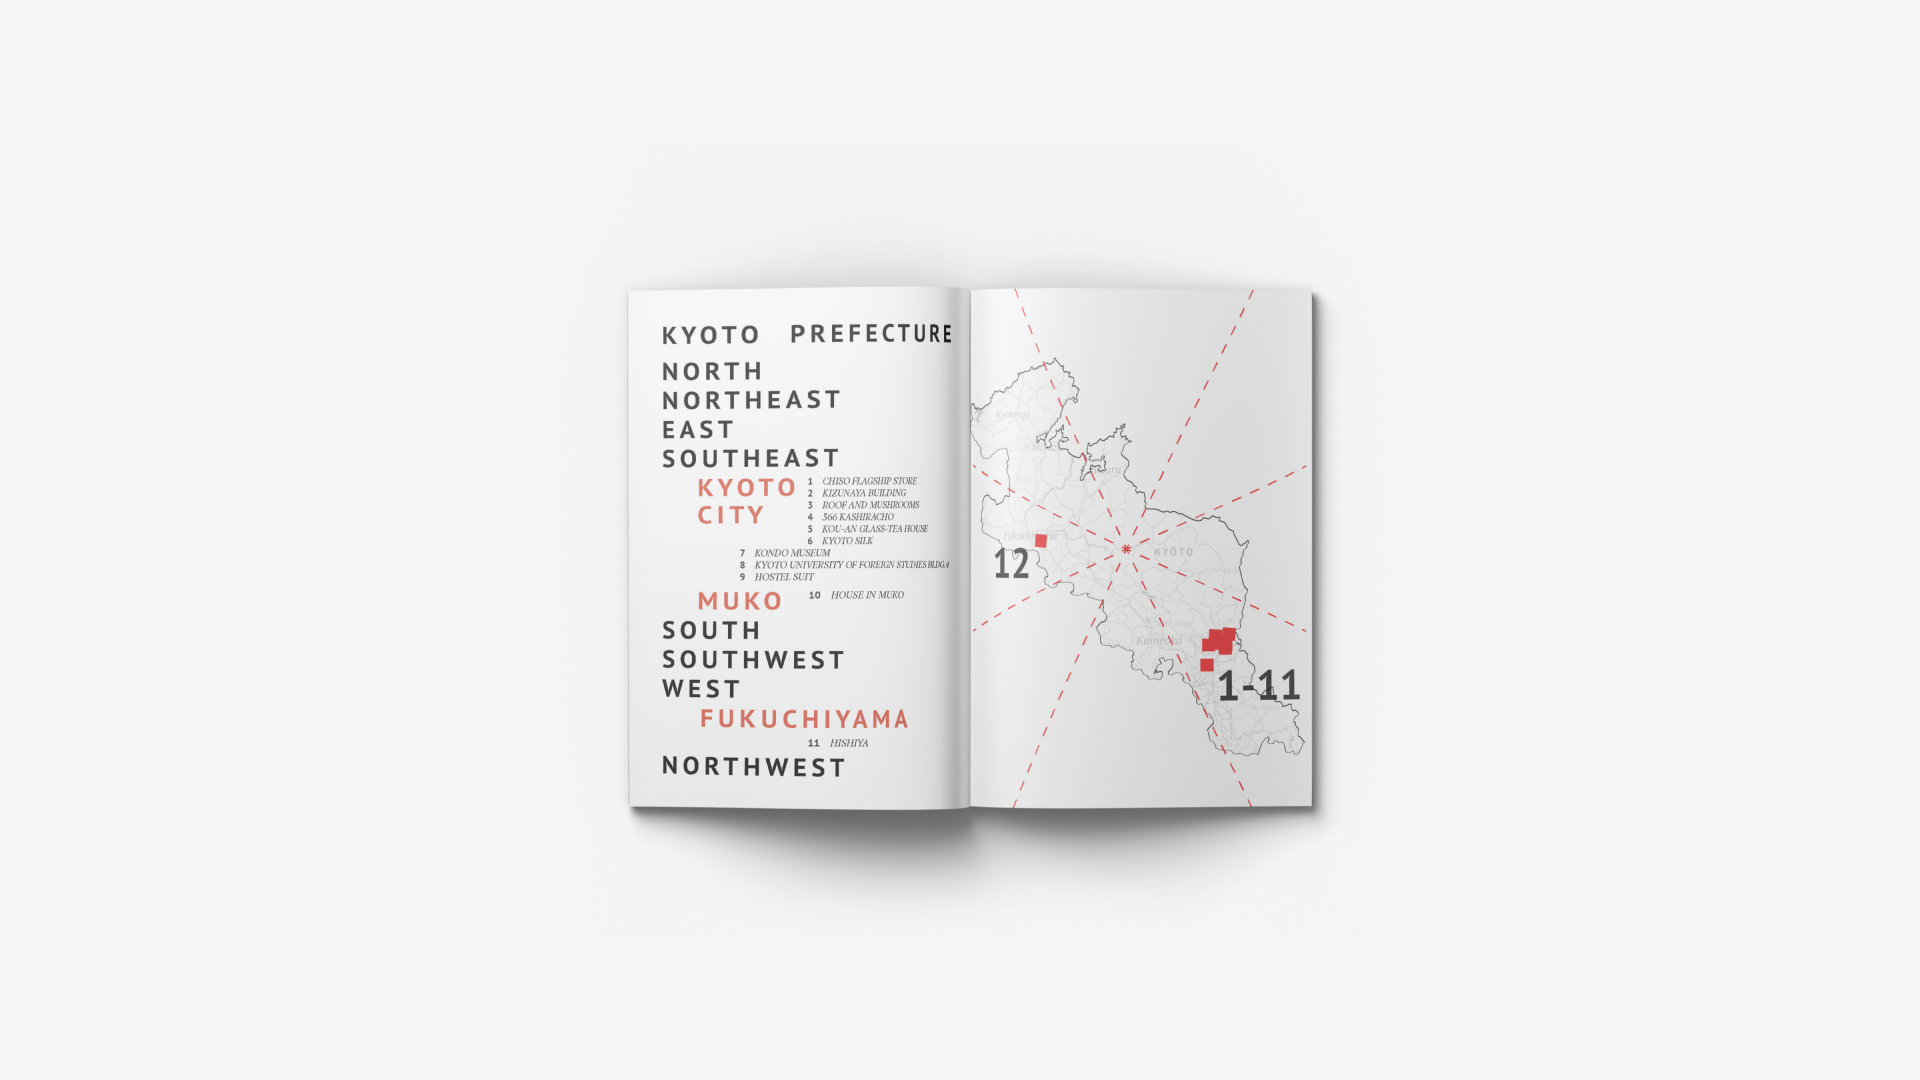 KYOTO PREFECTURE
NORTH
NORTHEAST
EAST
SOUTHEAST
KYOTO
CITY
1 CHISO FLAGSHIP STORE
2 KIZUNAYA BUILDING
3 ROOF AND MUSHROOMS
4 366 KASHIRACHO
5 KOU-AN GLASS-TEA HOUSE
6 KYOTO SILK
7 KONDO MUSEUM
8 KYOTO UNIVERSITY OF FOREIGN STUDIES BLDG.4
9 HOSTEL SUIT
MUKO
10 HOUSE IN MUKO
SOUTH
SOUTHWEST
WEST
FUKUCHIYAMA
11 HISHIYA
NORTHWEST
12
KYŌTO
Kameoka
1-11